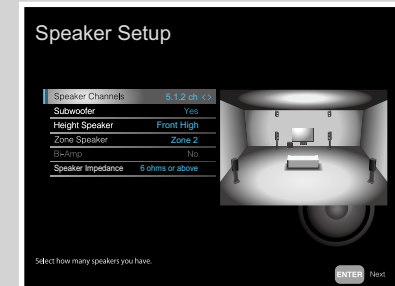 Speaker Setup
Speaker Channels 5.1.2 ch <>
Subwoofer Yes
Height Speaker Front High
Zone Speaker Zone 2
Bi-Amp No
Speaker Impedance 6 ohms or above
Select how many speakers you have.
ENTER Next